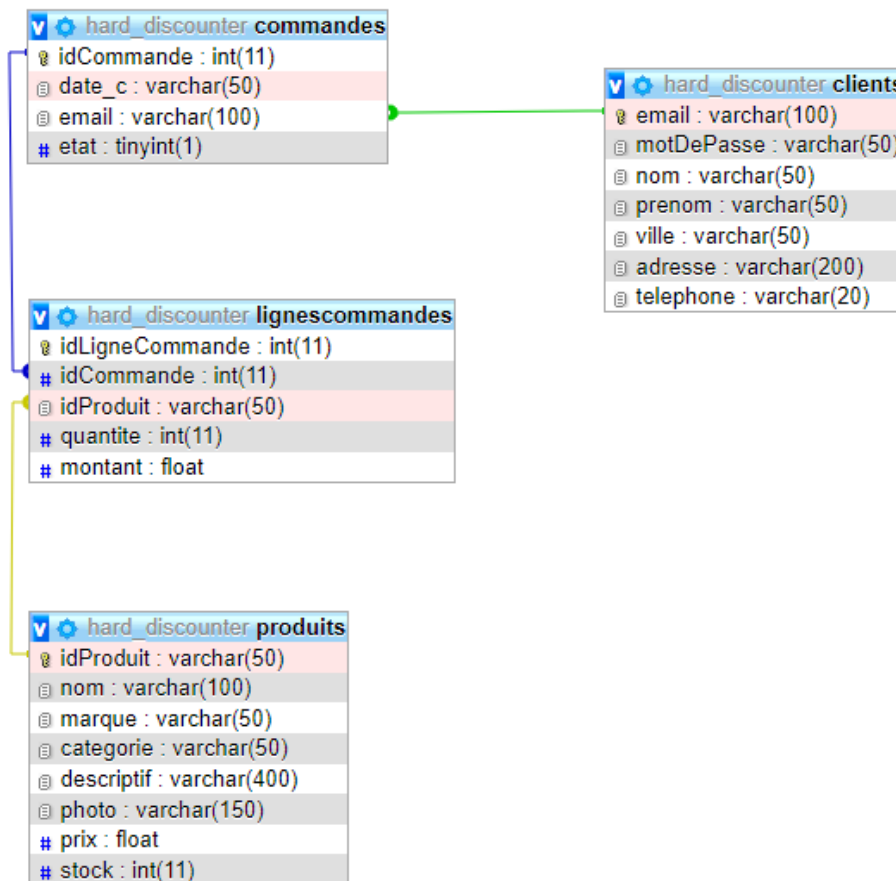 hard_discounter commandes
idCommande : int(11)
date_c : varchar(50)
email : varchar(100)
# etat : tinyint(1)
hard_discounter clients
email : varchar(100)
motDePasse : varchar(50)
nom : varchar(50)
prenom : varchar(50)
ville : varchar(50)
adresse : varchar(200)
telephone : varchar(20)
hard_discounter lignescommandes
idLigneCommande : int(11)
# idCommande : int(11)
idProduit : varchar(50)
# quantite : int(11)
# montant : float
hard_discounter produits
idProduit : varchar(50)
nom : varchar(100)
marque : varchar(50)
categorie : varchar(50)
descriptif : varchar(400)
photo : varchar(150)
# prix : float
# stock : int(11)